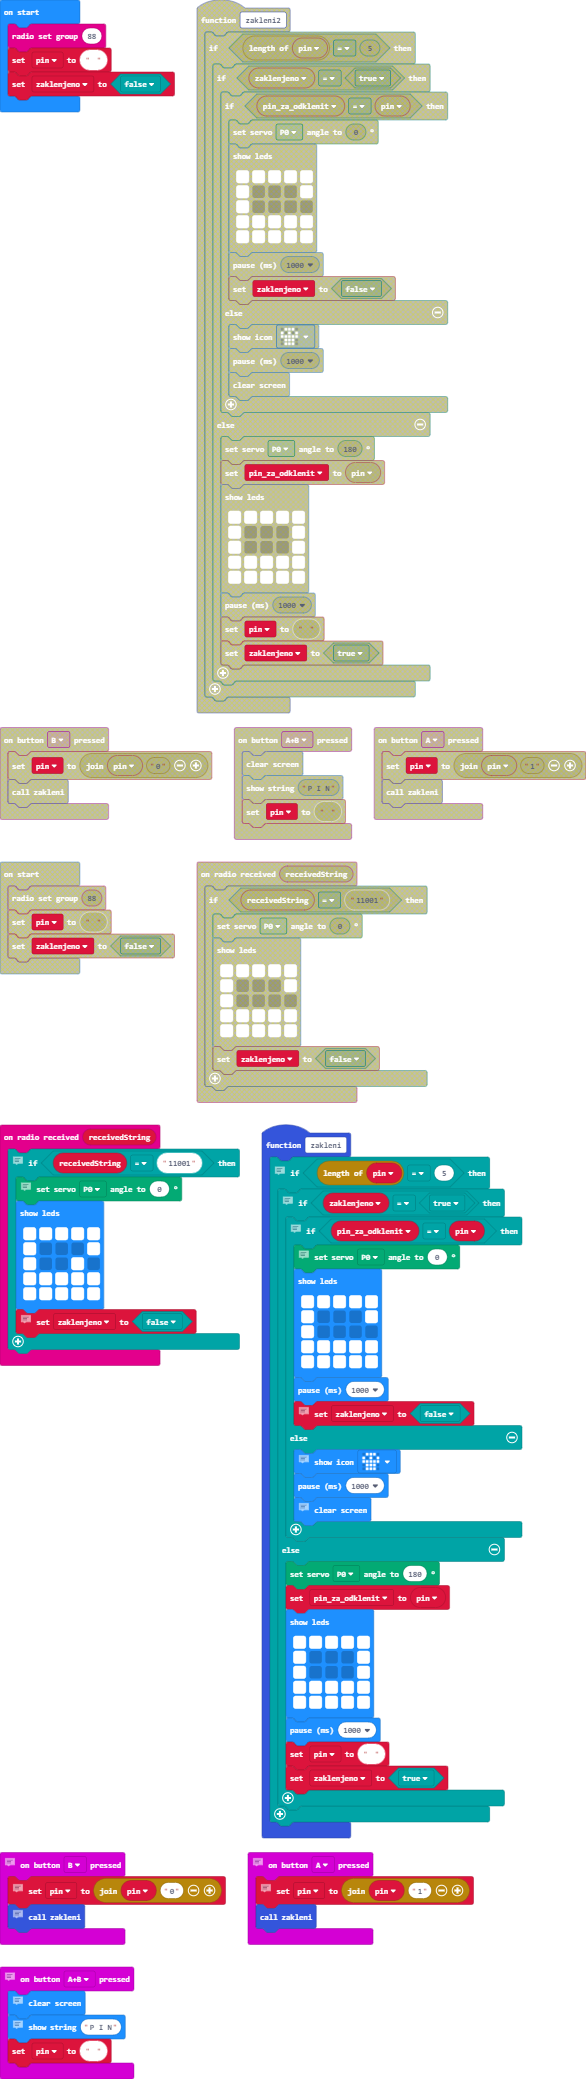 on start
radio set group 88
set pin to " "
set zaklenjeno to false
function zakleni2
if length of pin = 5 then
if zaklenjeno = true then
if pin_za_odklenit = pin then
set servo P0 angle to 0 °
show leds
pause (ms) 1000
set zaklenjeno to false
else
show icon
pause (ms) 1000
clear screen
else
set servo P0 angle to 180 °
set pin_za_odklenit to pin
show leds
pause (ms) 1000
set pin to " "
set zaklenjeno to true
on button B pressed
set pin to join pin "0"
call zakleni
on button A+B pressed
clear screen
show string "P I N"
set pin to " "
on button A pressed
set pin to join pin "1"
call zakleni
on start
radio set group 88
set pin to " "
set zaklenjeno to false
on radio received receivedString
if receivedString = "11001" then
set servo P0 angle to 0 °
show leds
set zaklenjeno to false
on radio received receivedString
if receivedString = "11001" then
set servo P0 angle to 0 °
show leds
set zaklenjeno to false
function zakleni
if length of pin = 5 then
if zaklenjeno = true then
if pin_za_odklenit = pin then
set servo P0 angle to 0 °
show leds
pause (ms) 1000
set zaklenjeno to false
else
show icon
pause (ms) 1000
clear screen
else
set servo P0 angle to 180 °
set pin_za_odklenit to pin
show leds
pause (ms) 1000
set pin to " "
set zaklenjeno to true
on button B pressed
set pin to join pin "0"
call zakleni
on button A pressed
set pin to join pin "1"
call zakleni
on button A+B pressed
clear screen
show string "P I N"
set pin to " "